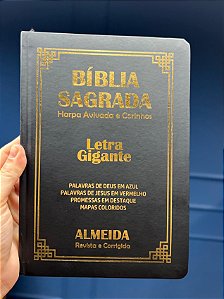 BÍBLIA
SAGRADA
Harpa Avivada e Corinhos
Letra
Gigante
PALAVRAS DE DEUS EM AZUL
PALAVRAS DE JESUS EM VERMELHO
PROMESSAS EM DESTAQUE
MAPAS COLORIDOS
ALMEIDA
Revista e Corrigida